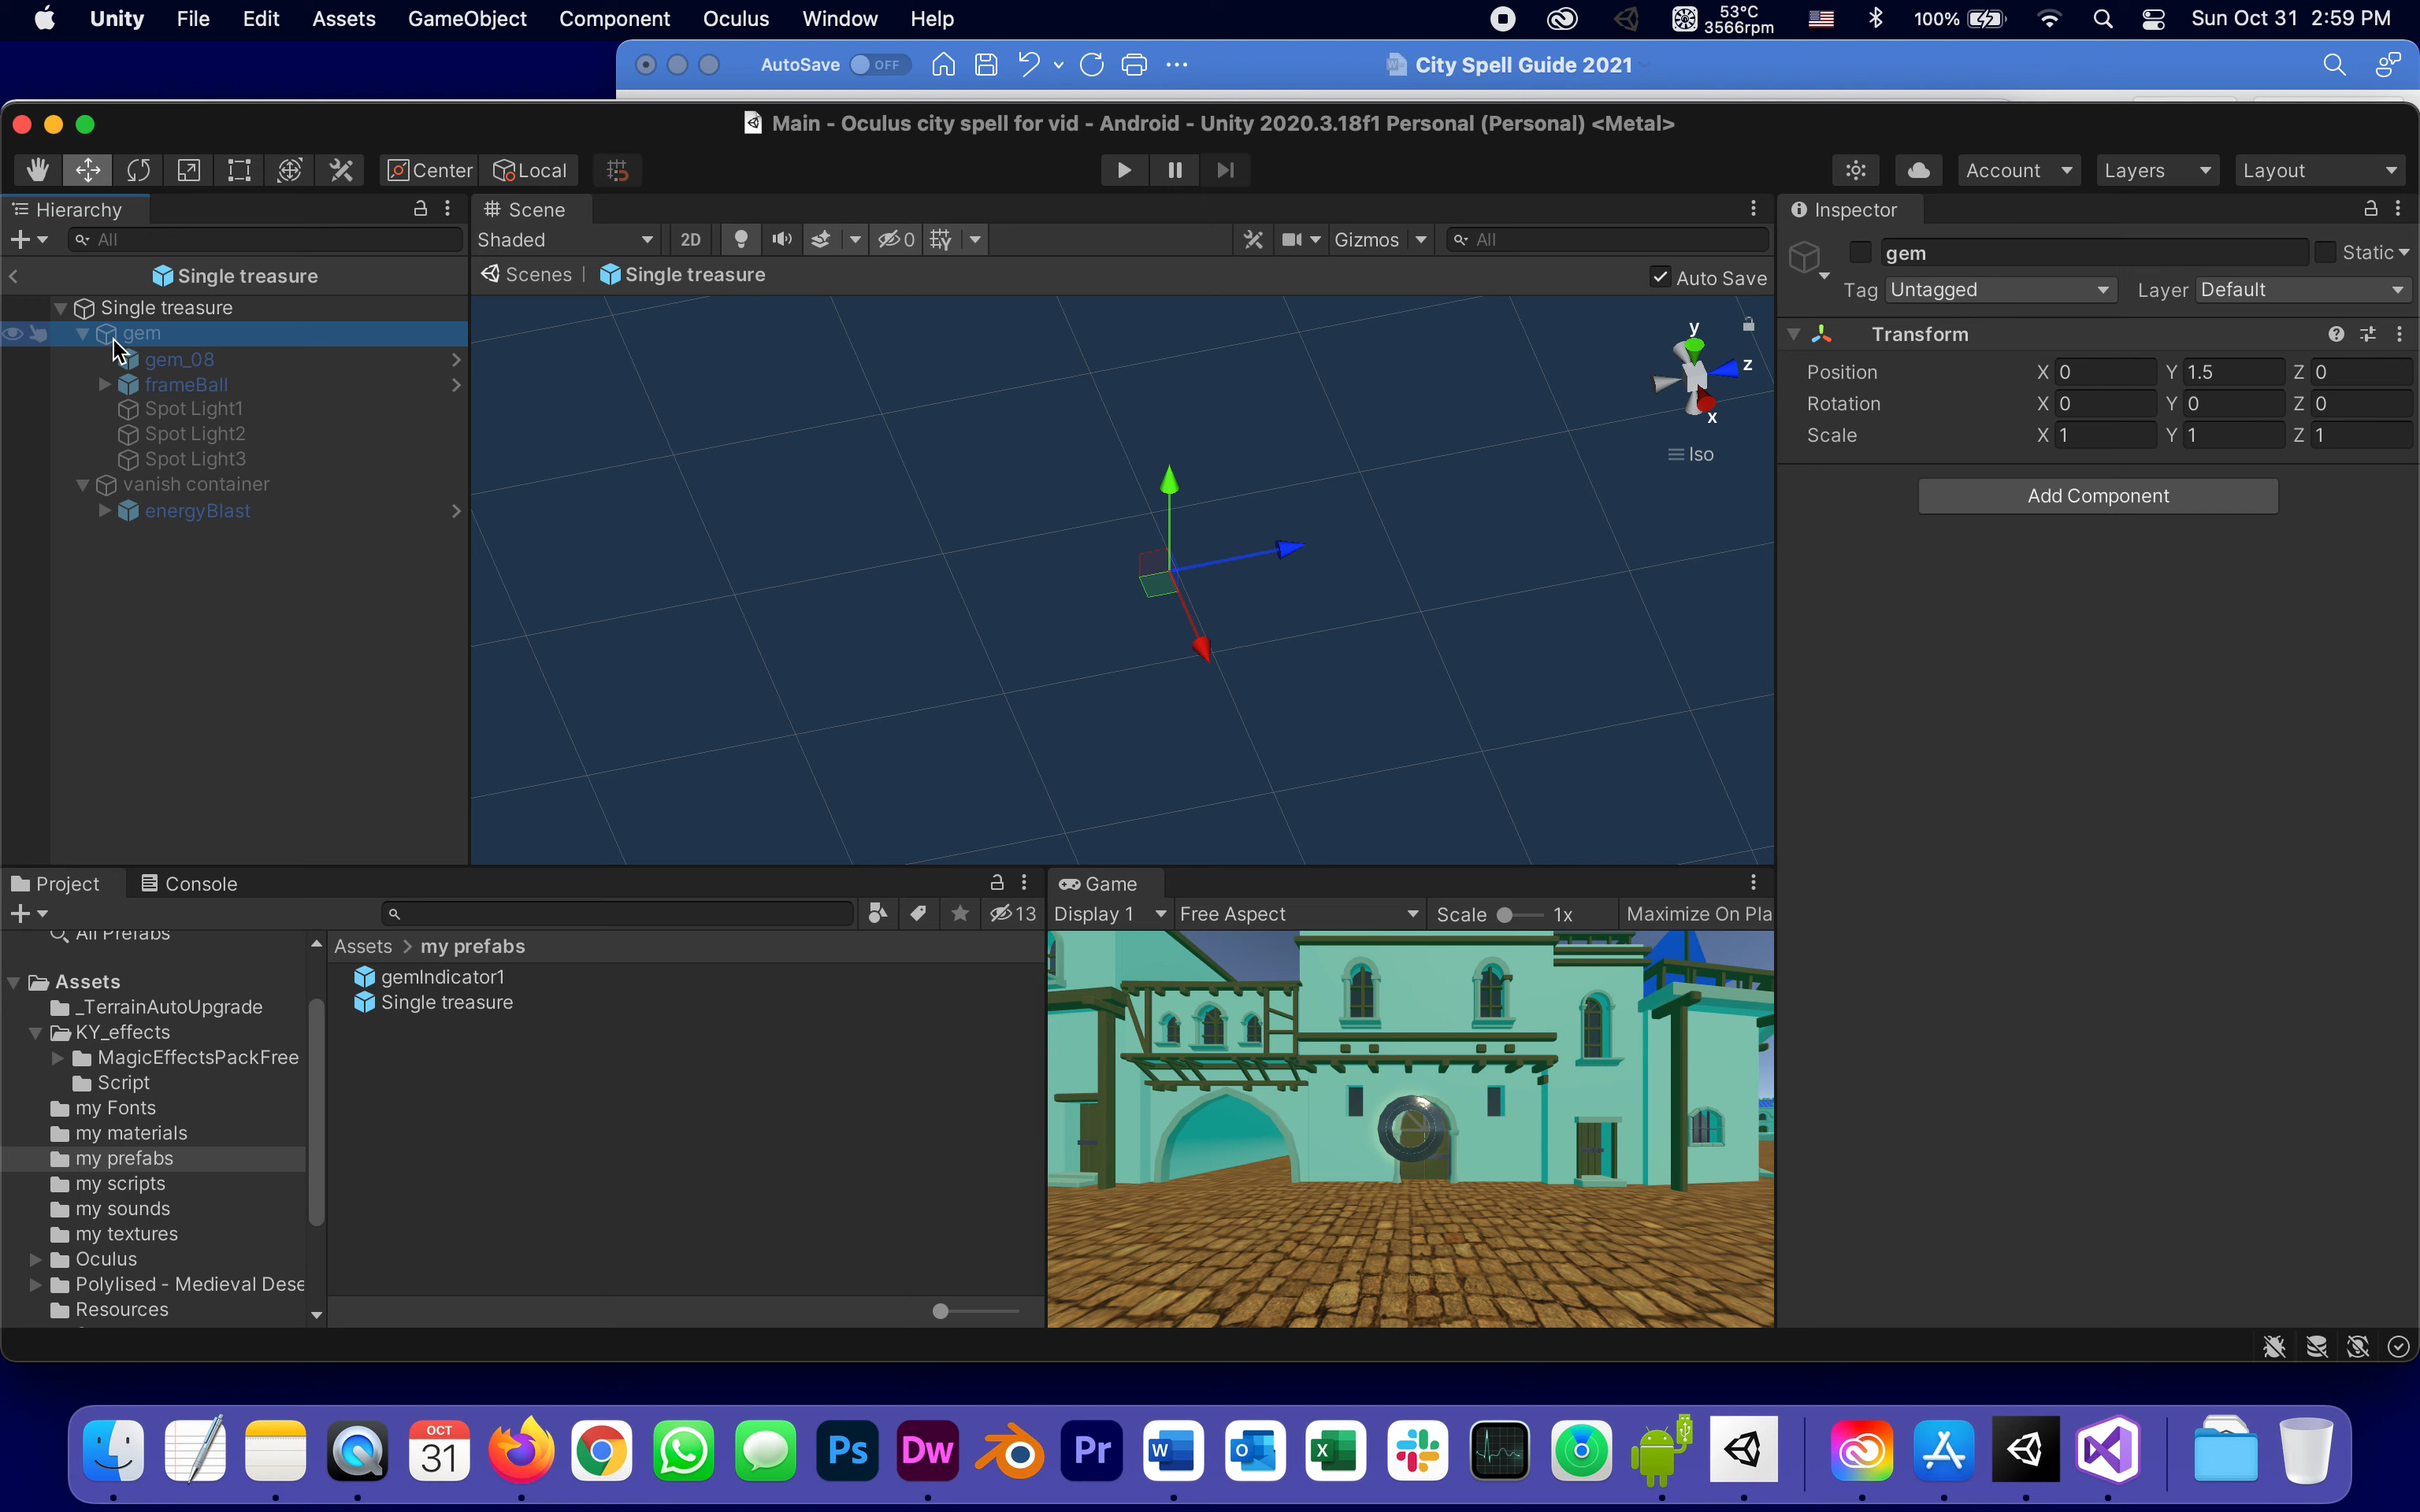 Unity File Edit Assets GameObject Component Oculus Window Help 53°C 3566rpm 100% Sun Oct 31 2:59 PM
AutoSave OFF City Spell Guide 2021
Main - Oculus city spell for vid - Android - Unity 2020.3.18f1 Personal (Personal) <Metal>
Center Local Account Layers Layout
Hierarchy
All
Single treasure
Single treasure
gem
gem_08
frameBall
Spot Light1
Spot Light2
Spot Light3
vanish container
energyBlast
Scene
Shaded 2D 0 Gizmos All
Scenes Single treasure Auto Save
y
z
x
Iso
Inspector
gem Static
Tag Untagged Layer Default
Transform
Position X 0 Y 1.5 Z 0
Rotation X 0 Y 0 Z 0
Scale X 1 Y 1 Z 1
Add Component
Project Console
13
All Prefabs
Assets
_TerrainAutoUpgrade
KY_effects
MagicEffectsPackFree
Script
my Fonts
my materials
my prefabs
my scripts
my sounds
my textures
Oculus
Polylised - Medieval Dese
Resources
Assets > my prefabs
gemIndicator1
Single treasure
Game
Display 1 Free Aspect Scale 1x Maximize On Pla
OCT
31
Ps
Dw
Pr
W
O
X